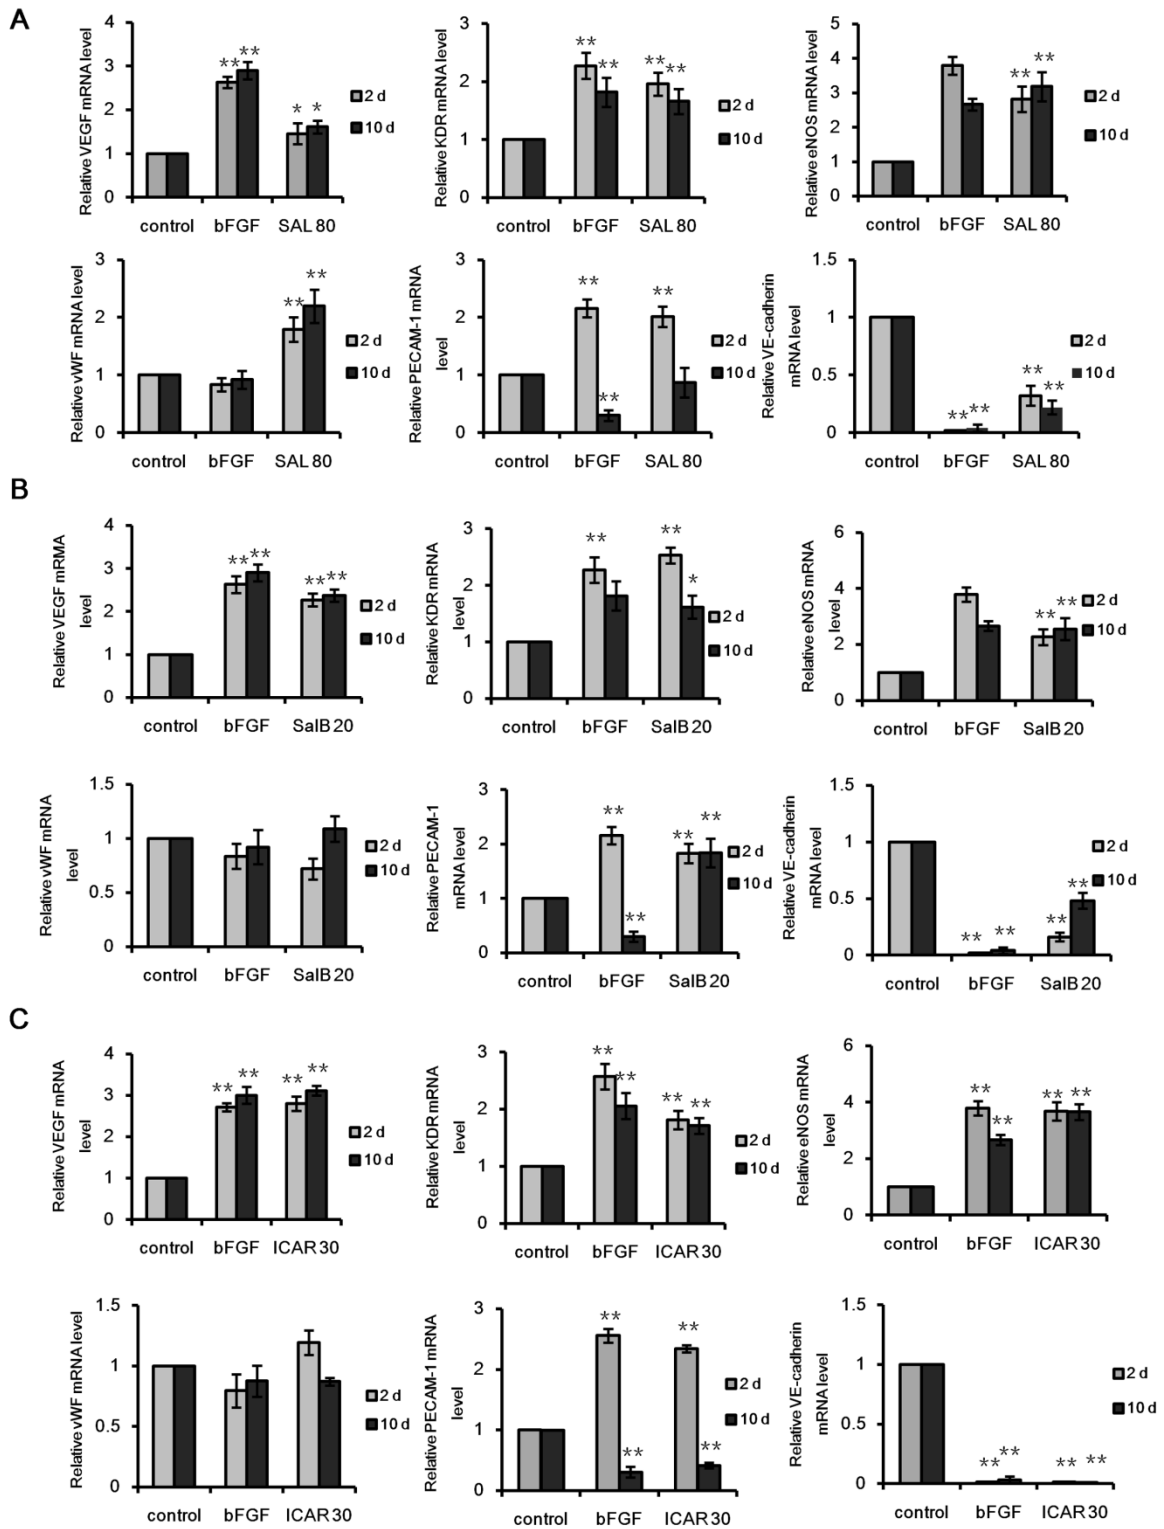 A
Relative VEGF mRNA level
4
3
2
1
0
** **
* *
2 d
10 d
control bFGF SAL 80
Relative KDR mRNA level
3
2
1
0
** **
** **
2 d
10 d
control bFGF SAL 80
Relative eNOS mRNA level
5
4
3
2
1
0
** **
2 d
10 d
control bFGF SAL 80
Relative vWF mRNA level
3
2
1
0
** **
2 d
10 d
control bFGF SAL 80
Relative PECAM-1 mRNA
level
3
2
1
0
** **
**
2 d
10 d
control bFGF SAL 80
Relative VE-cadherin
mRNA level
1.5
1
0.5
0
** **
** **
2 d
10 d
control bFGF SAL 80
B
Relative VEGF mRMA
level
4
3
2
1
0
** **
** **
2 d
10 d
control bFGF SalB 20
Relative KDR mRNA
level
3
2
1
0
**
** *
2 d
10 d
control bFGF SalB 20
Relative eNOS mRNA
level
6
4
2
0
** **
2 d
10 d
control bFGF SalB 20
Relative vWF mRNA
level
1.5
1
0.5
0
2 d
10 d
control bFGF SalB 20
Relative PECAM-1
mRNA level
3
2
1
0
** **
** **
2 d
10 d
control bFGF SalB 20
Relative VE-cadherin
mRNA level
1.5
1
0.5
0
** **
** **
2 d
10 d
control bFGF SalB 20
C
Relative VEGF mRNA
level
4
3
2
1
0
** **
** **
2 d
10 d
control bFGF ICAR 30
Relative KDR mRNA
level
3
2
1
0
** **
** **
2 d
10 d
control bFGF ICAR 30
Relative eNOS mRNA
level
6
4
2
0
** **
** **
2 d
10 d
control bFGF ICAR 30
Relative vWF mRNA level
1.5
1
0.5
0
2 d
10 d
control bFGF ICAR 30
Relative PECAM-1 mRNA
level
3
2
1
0
** **
** **
2 d
10 d
control bFGF ICAR 30
Relative VE-cadherin
mRNA level
1.5
1
0.5
0
** **
** **
2 d
10 d
control bFGF ICAR 30